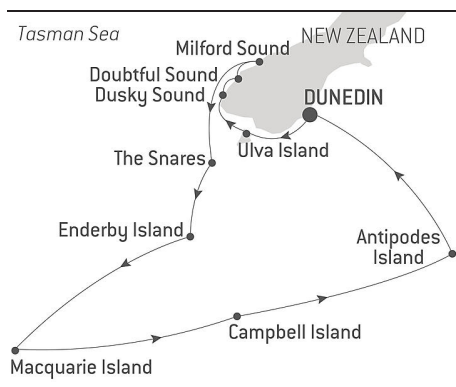 Tasman Sea
NEW ZEALAND
Milford Sound
Doubtful Sound
Dusky Sound
DUNEDIN
Ulva Island
The Snares
Enderby Island
Antipodes
Island
Campbell Island
Macquarie Island